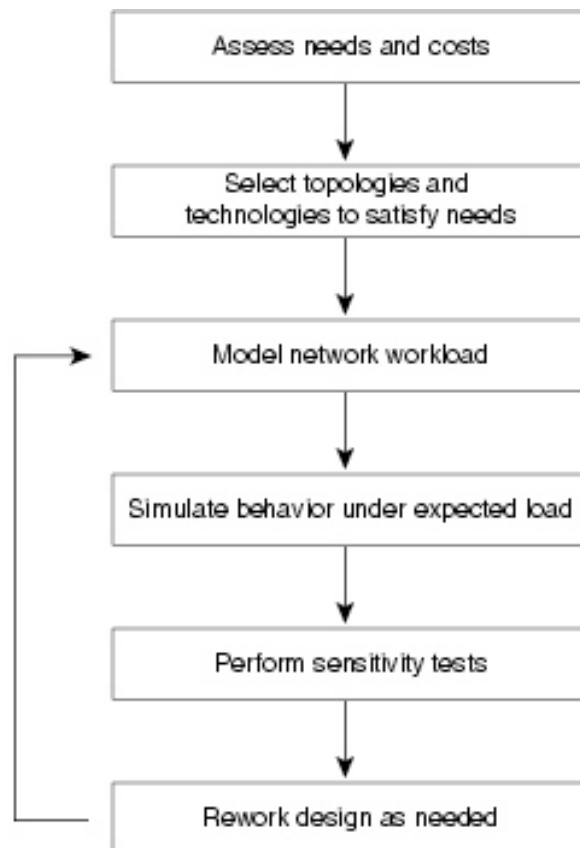 Assess needs and costs
Select topologies and
technologies to satisfy needs
Model network workload
Simulate behavior under expected load
Perform sensitivity tests
Rework design as needed